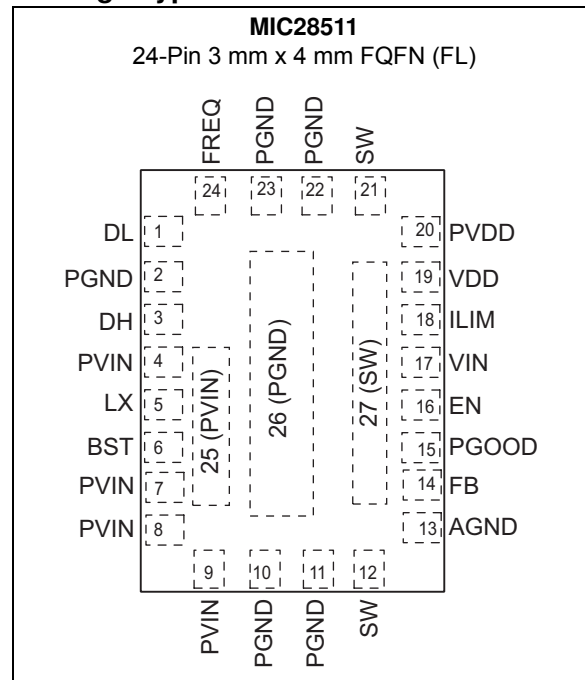 MIC28511
24-Pin 3 mm x 4 mm FQFN (FL)
FREQ
PGND
PGND
SW
24
23
22
21
DL 1
PGND 2
DH 3
PVIN 4
LX 5
BST 6
PVIN 7
PVIN 8
25 (PVIN)
26 (PGND)
27 (SW)
20 PVDD
19 VDD
18 ILIM
17 VIN
16 EN
15 PGOOD
14 FB
13 AGND
9
10
11
12
PVIN
PGND
PGND
SW